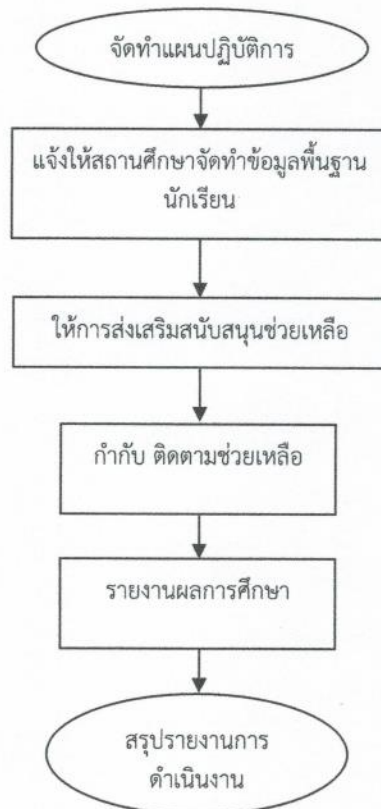 จัดทำแผนปฏิบัติการ
แจ้งให้สถานศึกษาจัดทำข้อมูลพื้นฐาน
นักเรียน
ให้การส่งเสริมสนับสนุนช่วยเหลือ
กำกับ ติดตามช่วยเหลือ
รายงานผลการศึกษา
สรุปรายงานการ
ดำเนินงาน